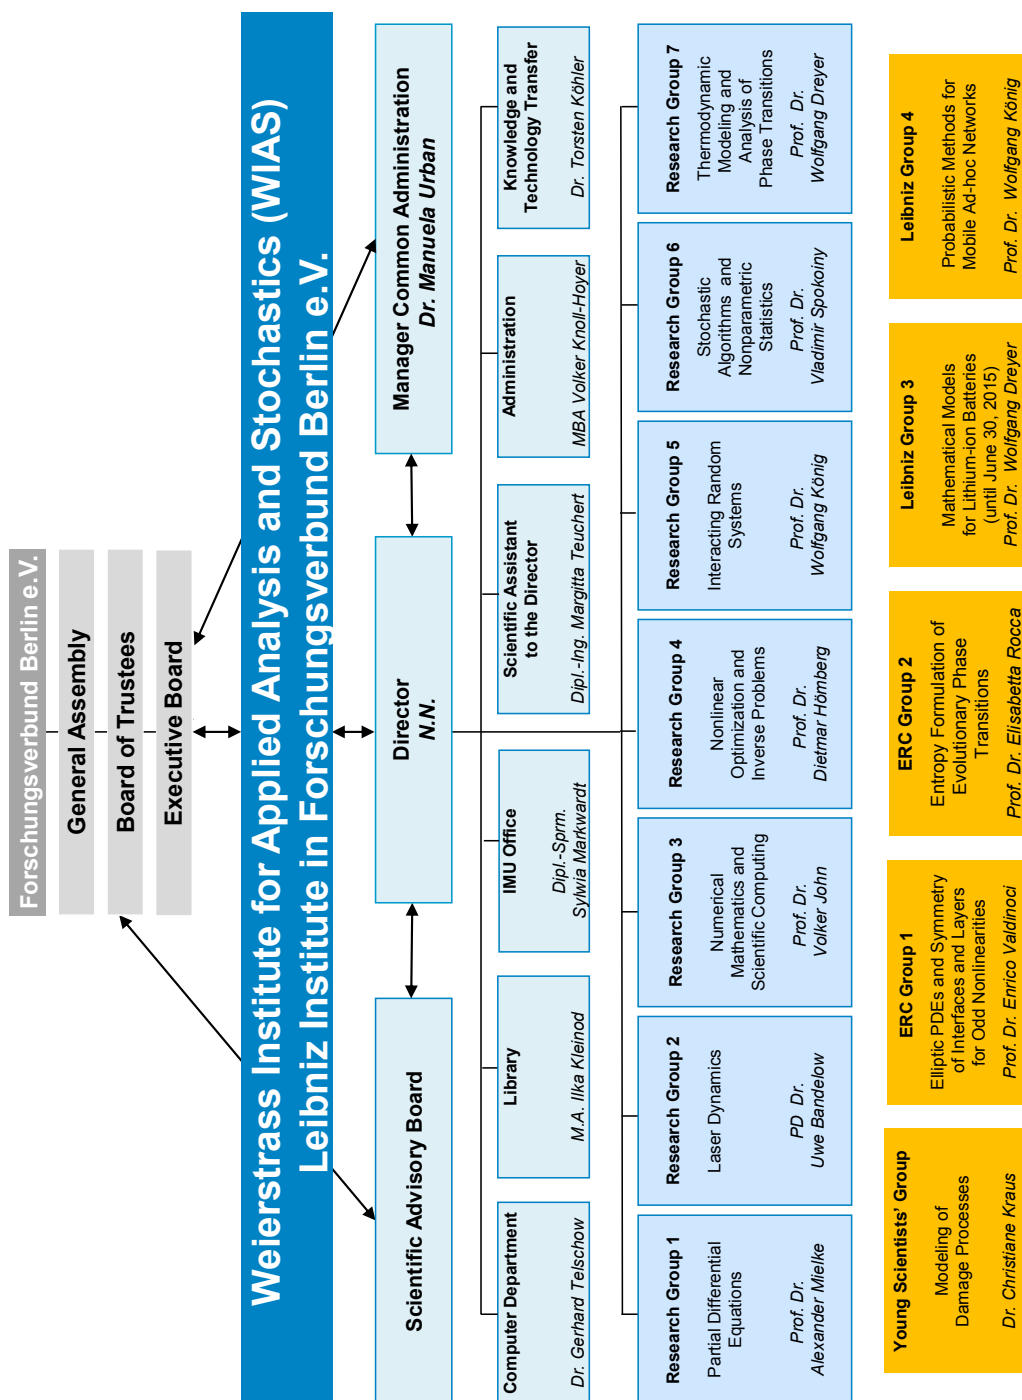 Forschungsverbund Berlin e.V.
General Assembly
Board of Trustees
Executive Board
Weierstrass Institute for Applied Analysis and Stochastics (WIAS)
Leibniz Institute in Forschungsverbund Berlin e.V.
Scientific Advisory Board
Director
N.N.
Manager Common Administration
Dr. Manuela Urban
Computer Department
Dr. Gerhard Telschow
Library
M.A. Ilka Kleinod
IMU Office
Dipl.-Sprm.
Sylwia Markwardt
Scientific Assistant
to the Director
Dipl.-Ing. Margitta Teuchert
Administration
MBA Volker Knoll-Hoyer
Knowledge and
Technology Transfer
Dr. Torsten Köhler
Research Group 1
Partial Differential
Equations
Prof. Dr.
Alexander Mielke
Research Group 2
Laser Dynamics
PD Dr.
Uwe Bandelow
Research Group 3
Numerical
Mathematics and
Scientific Computing
Prof. Dr.
Volker John
Research Group 4
Nonlinear
Optimization and
Inverse Problems
Prof. Dr.
Dietmar Hömberg
Research Group 5
Interacting Random
Systems
Prof. Dr.
Wolfgang König
Research Group 6
Stochastic
Algorithms and
Nonparametric
Statistics
Prof. Dr.
Vladimir Spokoiny
Research Group 7
Thermodynamic
Modeling and
Analysis of
Phase Transitions
Prof. Dr.
Wolfgang Dreyer
Young Scientists' Group
Modeling of
Damage Processes
Dr. Christiane Kraus
ERC Group 1
Elliptic PDEs and Symmetry
of Interfaces and Layers
for Odd Nonlinearities
Prof. Dr. Enrico Valdinoci
ERC Group 2
Entropy Formulation of
Evolutionary Phase
Transitions
Prof. Dr. Elisabetta Rocca
Leibniz Group 3
Mathematical Models
for Lithium-ion Batteries
(until June 30, 2015)
Prof. Dr. Wolfgang Dreyer
Leibniz Group 4
Probabilistic Methods for
Mobile Ad-hoc Networks
Prof. Dr. Wolfgang König